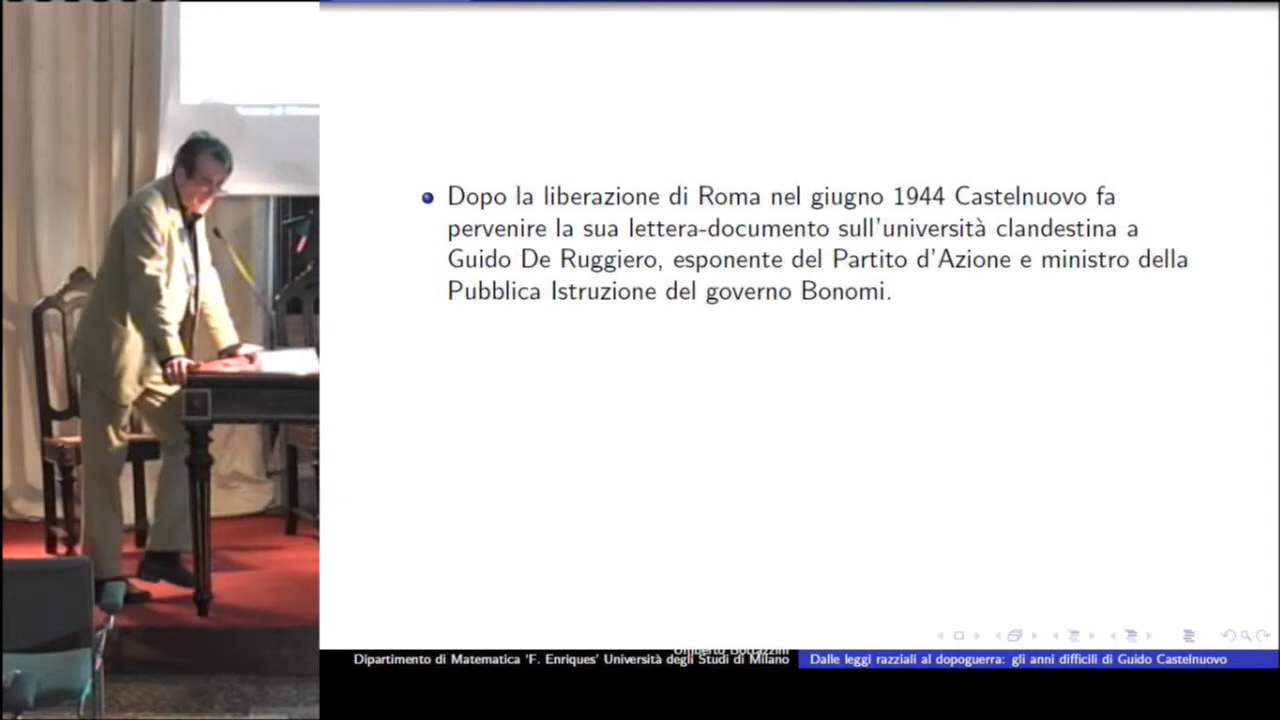 Dopo la liberazione di Roma nel giugno 1944 Castelnuovo fa
pervenire la sua lettera-documento sull'università clandestina a
Guido De Ruggiero, esponente del Partito d'Azione e ministro della
Pubblica Istruzione del governo Bonomi.
Umberto Bottazzini
Dipartimento di Matematica 'F. Enriques' Università degli Studi di Milano
Dalle leggi razziali al dopoguerra: gli anni difficili di Guido Castelnuovo